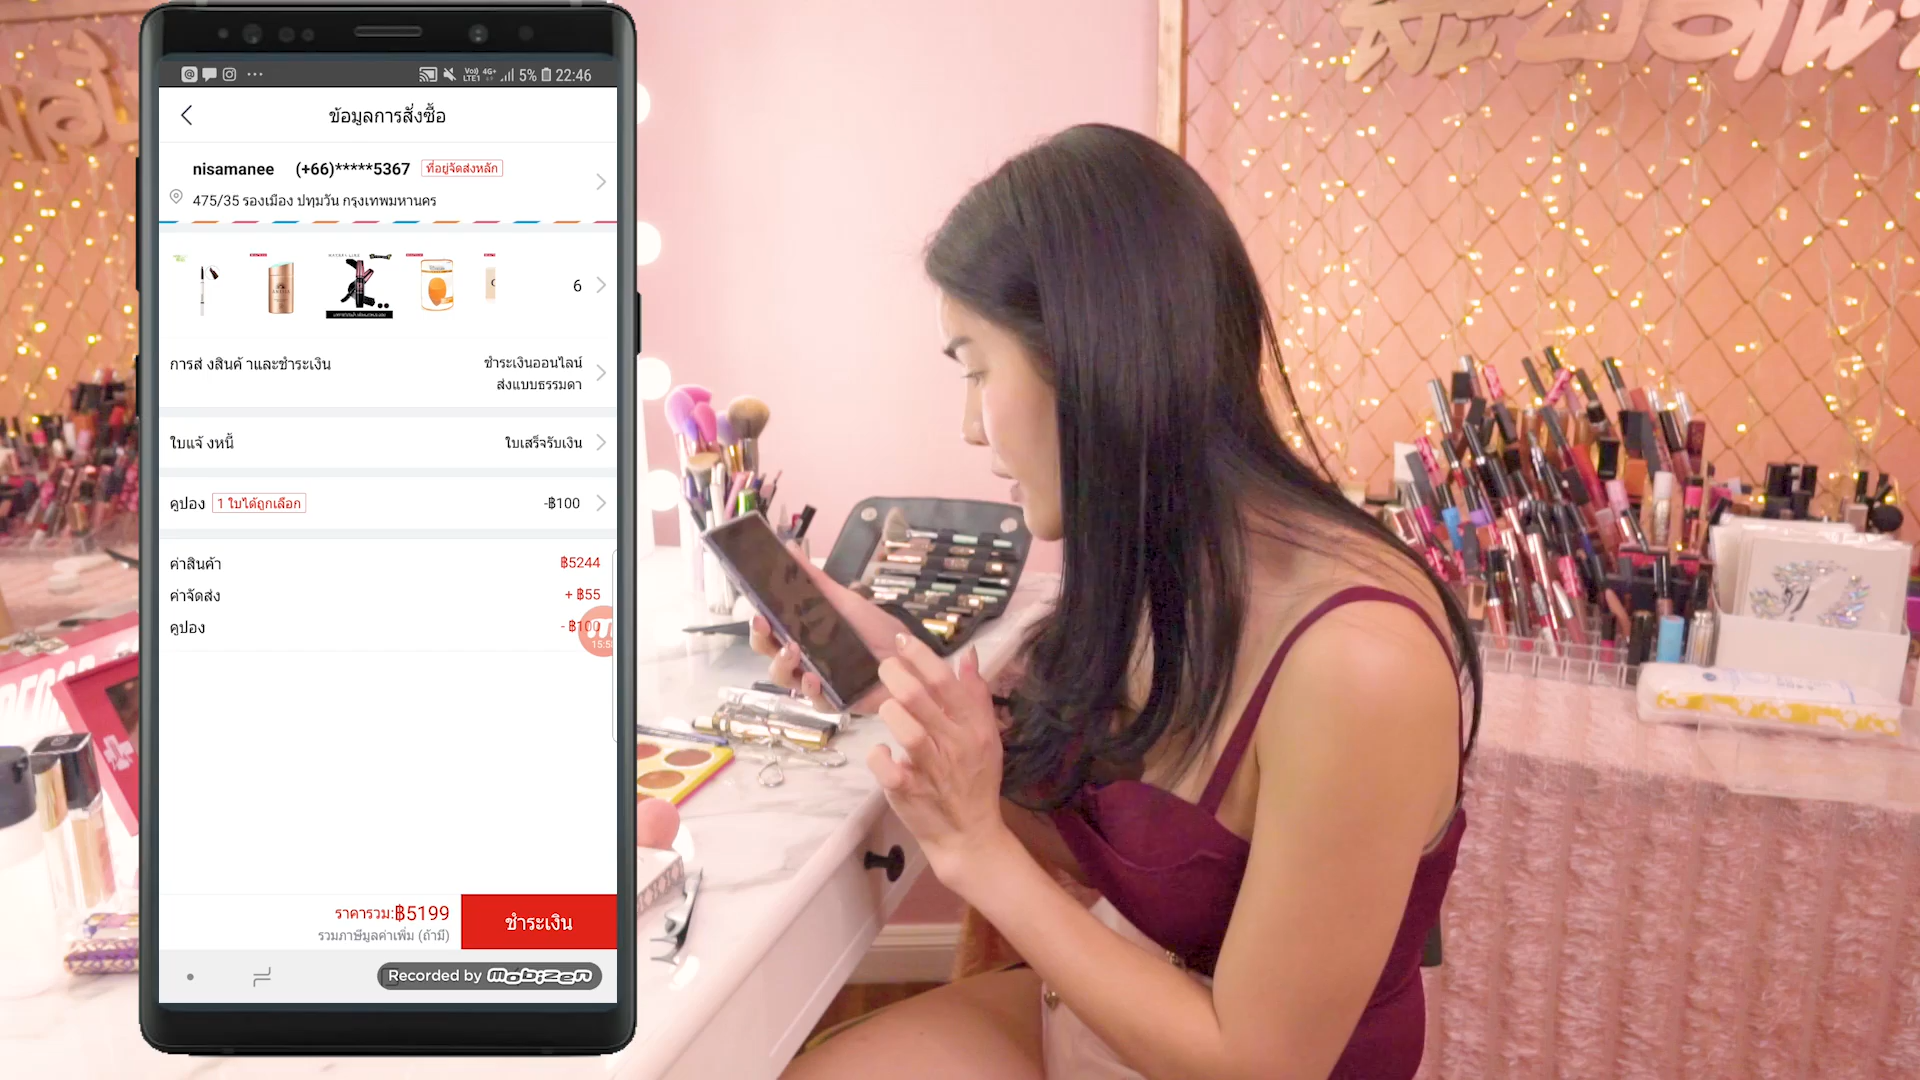 5% 22:46
ข้อมูลการสั่งซื้อ
nisamanee (+66)*****5367 ที่อยู่จัดส่งหลัก
475/35 รองเมือง ปทุมวัน กรุงเทพมหานคร
6
การส่ งสินค้ าและชำระเงิน
ชำระเงินออนไลน์
ส่งแบบธรรมดา
ใบแจ้ งหนี้ ใบเสร็จรับเงิน
คูปอง 1 ใบได้ถูกเลือก -฿100
ค่าสินค้า ฿5244
ค่าจัดส่ง + ฿55
คูปอง - ฿100
ราคารวม:฿5199
รวมภาษีมูลค่าเพิ่ม (ถ้ามี)
ชำระเงิน
Recorded by mobizen